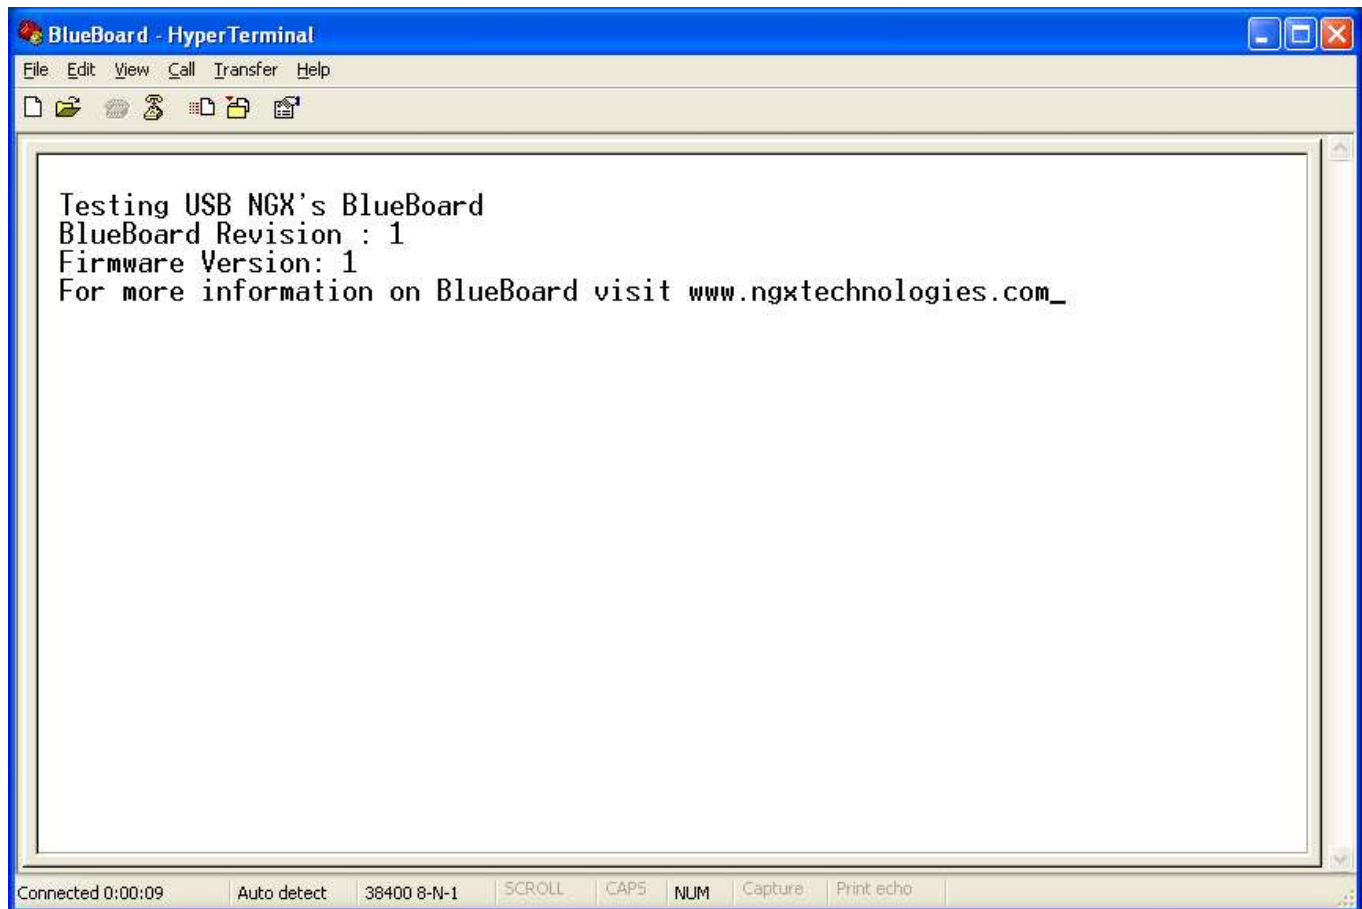 BlueBoard - HyperTerminal
File Edit View Call Transfer Help
Testing USB NGX's BlueBoard
BlueBoard Revision : 1
Firmware Version: 1
For more information on BlueBoard visit www.ngxtechnologies.com_
Connected 0:00:09 Auto detect 38400 8-N-1 SCROLL CAPS NUM Capture Print echo